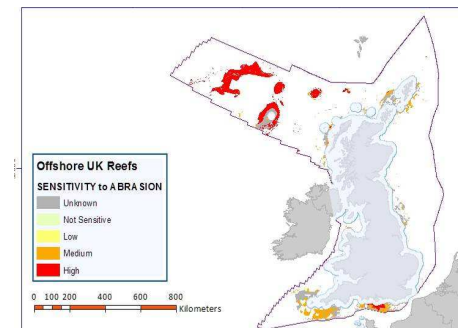 Offshore UK Reefs
SENSITIVITY to ABRASION
Unknown
Not Sensitive
Low
Medium
High
0 100 200 400 600 800
Kilometers